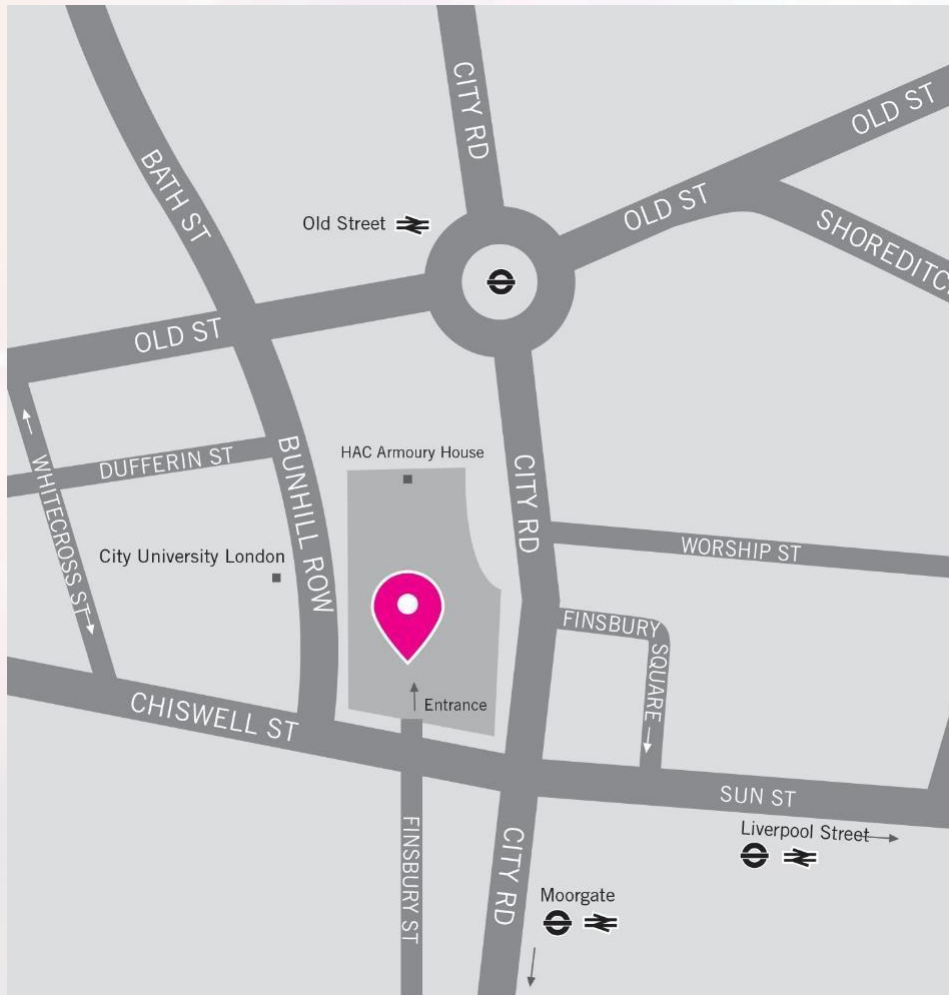 CITY RD
OLD ST
BATH ST
OLD ST
SHOREDITC
Old Street
OLD ST
HAC Armoury House
DUFFERIN ST
BUNHILL ROW
CITY RD
WHITECROSS ST
WORSHIP ST
City University London
FINSBURY
SQUARE
Entrance
CHISWELL ST
SUN ST
Liverpool Street
FINSBURY ST
CITY RD
Moorgate